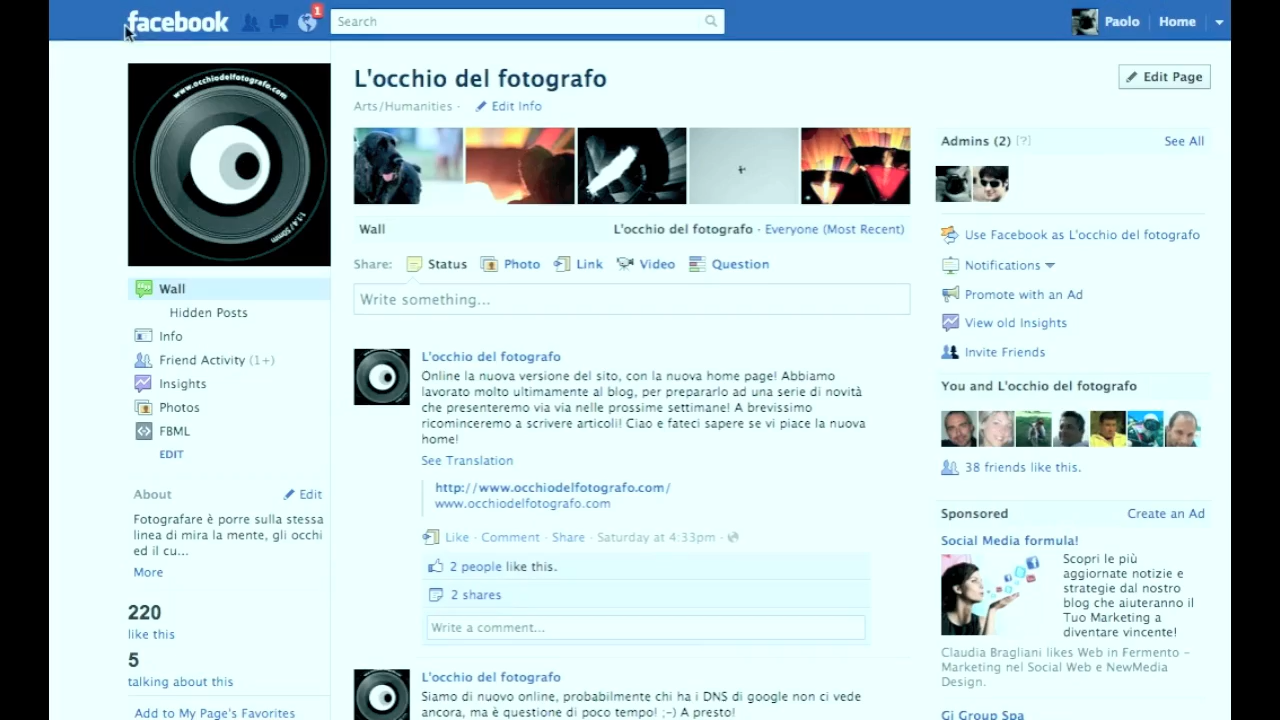 facebook
1
Search
Paolo
Home
www.occhiodelfotografo.com
1:1.4/50mm
L'occhio del fotografo
Edit Page
Arts/Humanities ·
Edit Info
Admins (2) [?]
See All
Wall
L'occhio del fotografo · Everyone (Most Recent)
Share:
Status
Photo
Link
Video
Question
Write something...
Use Facebook as L'occhio del fotografo
Notifications
Promote with an Ad
View old Insights
Invite Friends
Wall
Hidden Posts
Info
Friend Activity (1+)
Insights
Photos
FBML
EDIT
L'occhio del fotografo
Online la nuova versione del sito, con la nuova home page! Abbiamo
lavorato molto ultimamente al blog, per prepararlo ad una serie di novità
che presenteremo via via nelle prossime settimane! A brevissimo
ricominceremo a scrivere articoli! Ciao e fateci sapere se vi piace la nuova
home!
See Translation
http://www.occhiodelfotografo.com/
www.occhiodelfotografo.com
Like · Comment · Share · Saturday at 4:33pm ·
2 people like this.
2 shares
Write a comment...
You and L'occhio del fotografo
38 friends like this.
About
Edit
Fotografare è porre sulla stessa
linea di mira la mente, gli occhi
ed il cu...
More
220
like this
5
talking about this
Add to My Page's Favorites
Sponsored
Create an Ad
Social Media formula!
Scopri le più
aggiornate notizie e
strategie dal nostro
blog che aiuteranno il
Tuo Marketing a
diventare vincente!
Claudia Bragliani likes Web in Fermento –
Marketing nel Social Web e NewMedia
Design.
Gi Group Spa
L'occhio del fotografo
Siamo di nuovo online, probabilmente chi ha i DNS di google non ci vede
ancora, ma è questione di poco tempo! ;-) A presto!